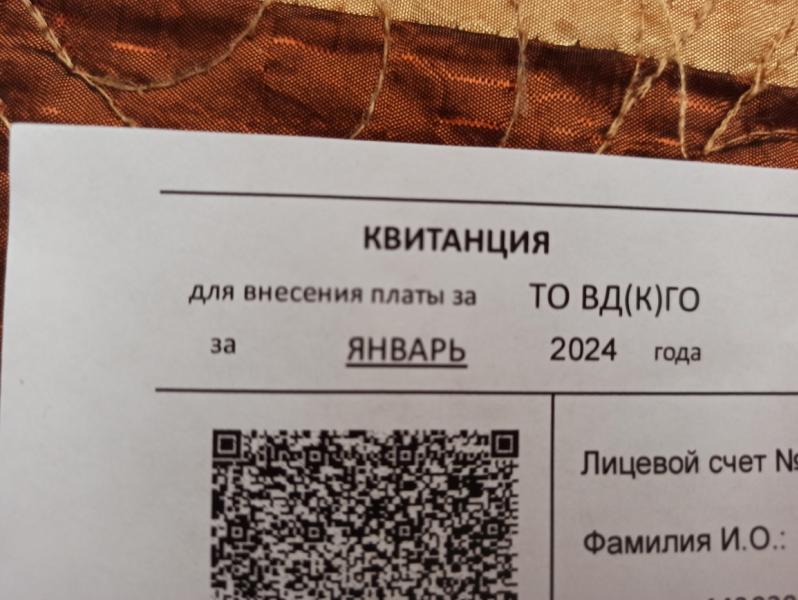 КВИТАНЦИЯ
для внесения платы за ТО ВД(К)ГО
за ЯНВАРЬ 2024 года
Лицевой счет №
Фамилия И.О.: